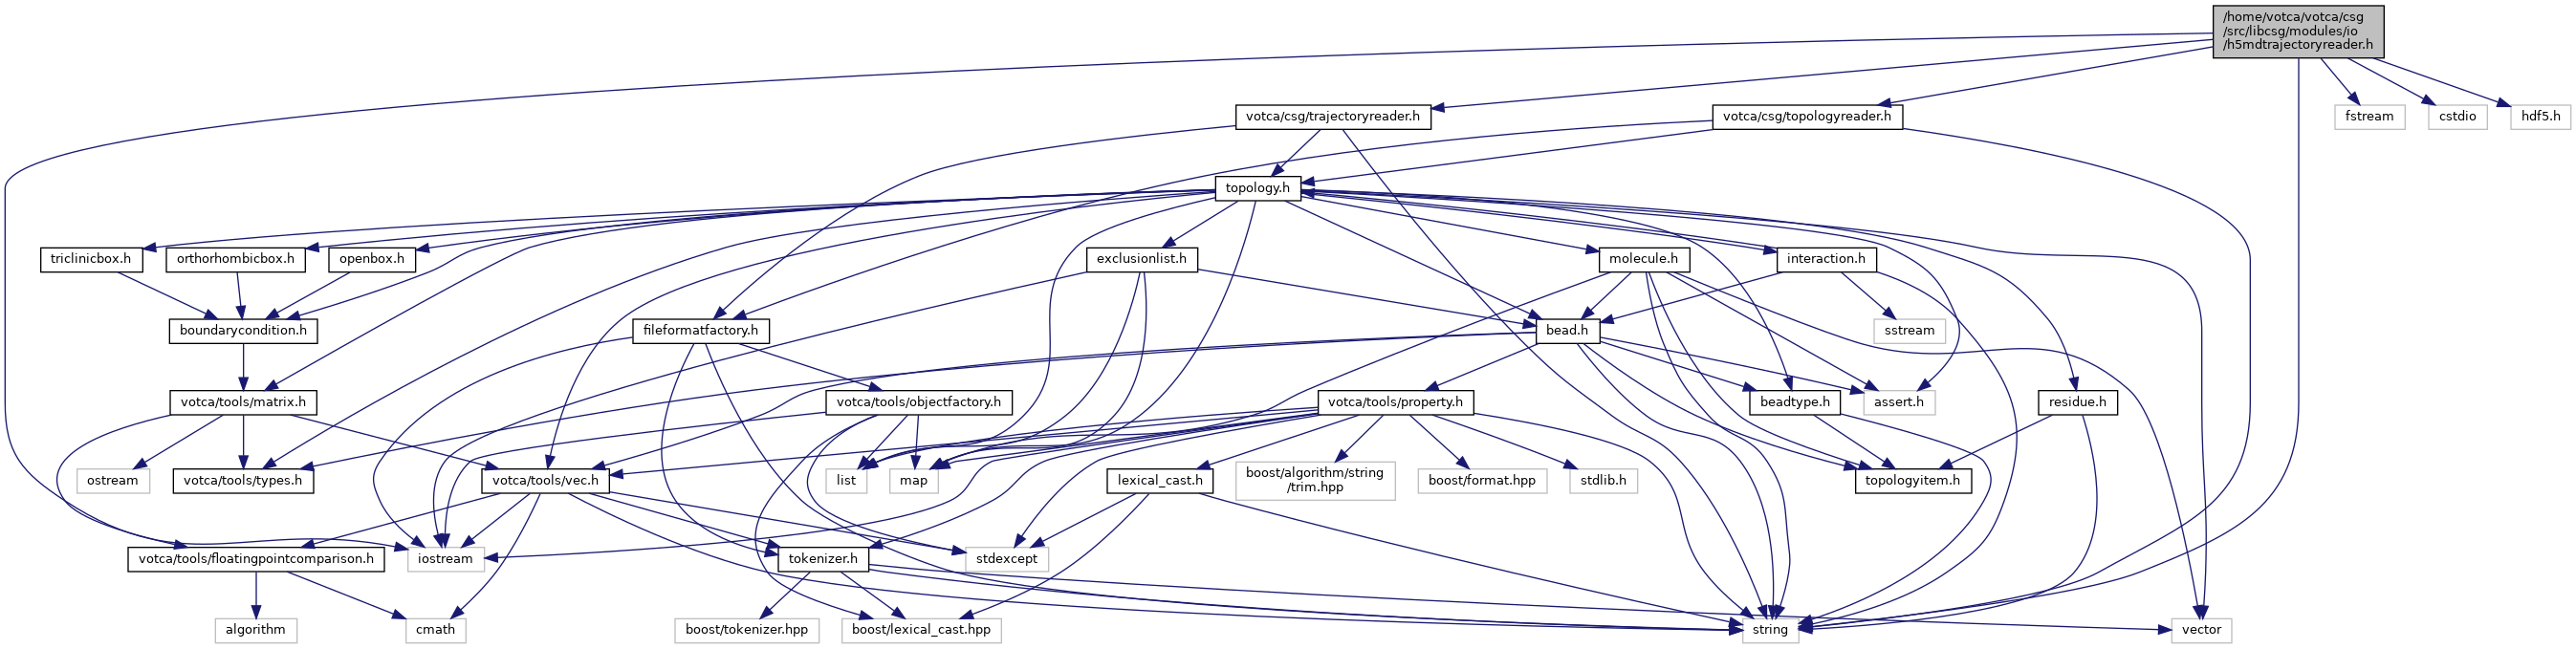 /home/votca/votca/csg
/src/libcsg/modules/io
/h5mdtrajectoryreader.h
votca/csg/trajectoryreader.h
votca/csg/topologyreader.h
fstream
cstdio
hdf5.h
topology.h
triclinicbox.h
orthorhombicbox.h
openbox.h
exclusionlist.h
molecule.h
interaction.h
boundarycondition.h
fileformatfactory.h
bead.h
sstream
votca/tools/matrix.h
votca/tools/objectfactory.h
votca/tools/property.h
beadtype.h
assert.h
residue.h
ostream
votca/tools/types.h
votca/tools/vec.h
list
map
lexical_cast.h
boost/algorithm/string
/trim.hpp
boost/format.hpp
stdlib.h
topologyitem.h
votca/tools/floatingpointcomparison.h
iostream
tokenizer.h
stdexcept
algorithm
cmath
boost/tokenizer.hpp
boost/lexical_cast.hpp
string
vector